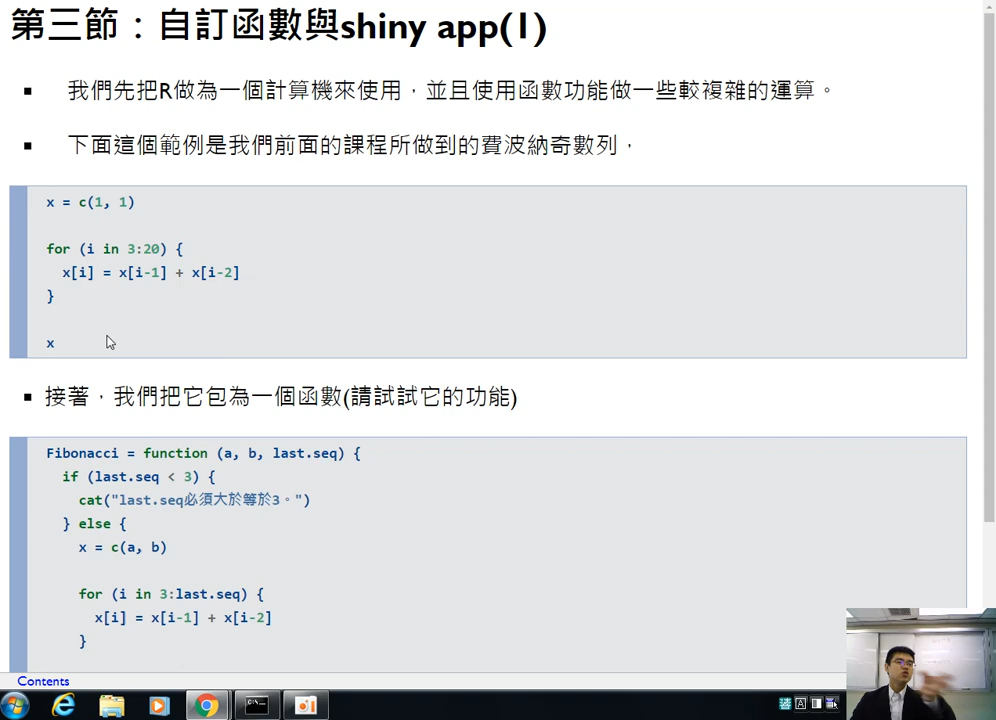 第三節：自訂函數與shiny app(1)
▪ 我們先把R做為一個計算機來使用，並且使用函數功能做一些較複雜的運算。
▪ 下面這個範例是我們前面的課程所做到的費波納奇數列，
x = c(1, 1)
for (i in 3:20) {
x[i] = x[i-1] + x[i-2]
}
x
▪ 接著，我們把它包為一個函數(請試試它的功能)
Fibonacci = function (a, b, last.seq) {
if (last.seq < 3) {
cat("last.seq必須大於等於3。")
} else {
x = c(a, b)
for (i in 3:last.seq) {
x[i] = x[i-1] + x[i-2]
}
Contents